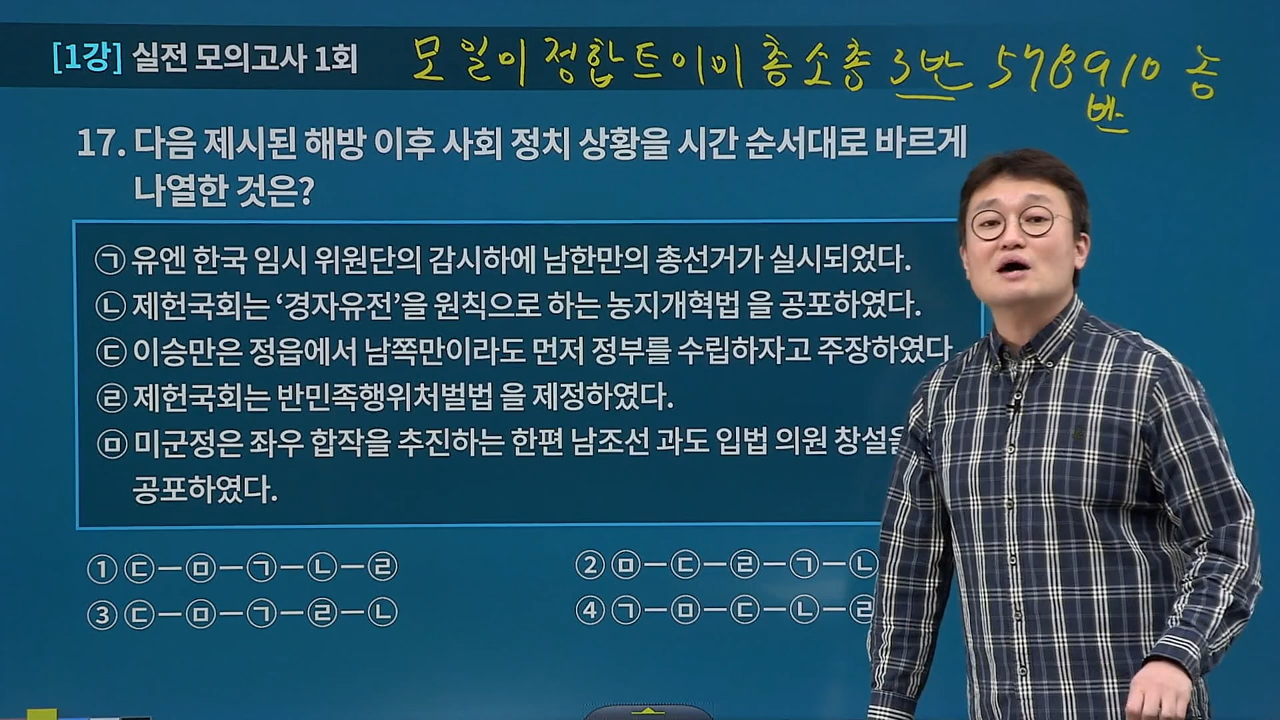 [1강] 실전 모의고사 1회 모일미정합트이미총소총 3반 578910 농
반
17. 다음 제시된 해방 이후 사회 정치 상황을 시간 순서대로 바르게
나열한 것은?
㉠ 유엔 한국 임시 위원단의 감시하에 남한만의 총선거가 실시되었다.
㉡ 제헌국회는 ‘경자유전’을 원칙으로 하는 농지개혁법 을 공포하였다.
㉢ 이승만은 정읍에서 남쪽만이라도 먼저 정부를 수립하자고 주장하였다
㉣ 제헌국회는 반민족행위처벌법 을 제정하였다.
㉤ 미군정은 좌우 합작을 추진하는 한편 남조선 과도 입법 의원 창설을
공포하였다.
① ㉢－㉤－㉠－㉡－㉣ ② ㉤－㉢－㉣－㉠－㉡
③ ㉢－㉤－㉠－㉣－㉡ ④ ㉠－㉤－㉢－㉡－㉣